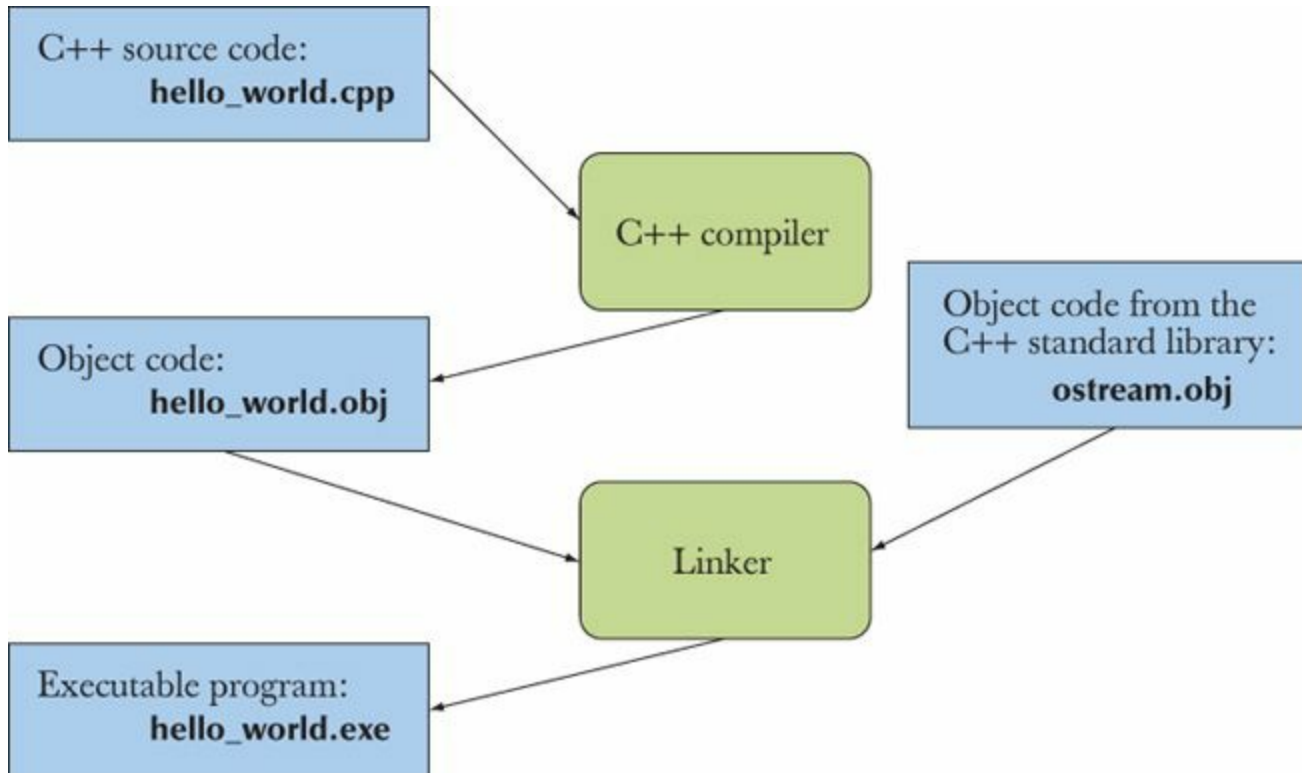 C++ source code:
hello_world.cpp
C++ compiler
Object code:
hello_world.obj
Object code from the
C++ standard library:
ostream.obj
Linker
Executable program:
hello_world.exe